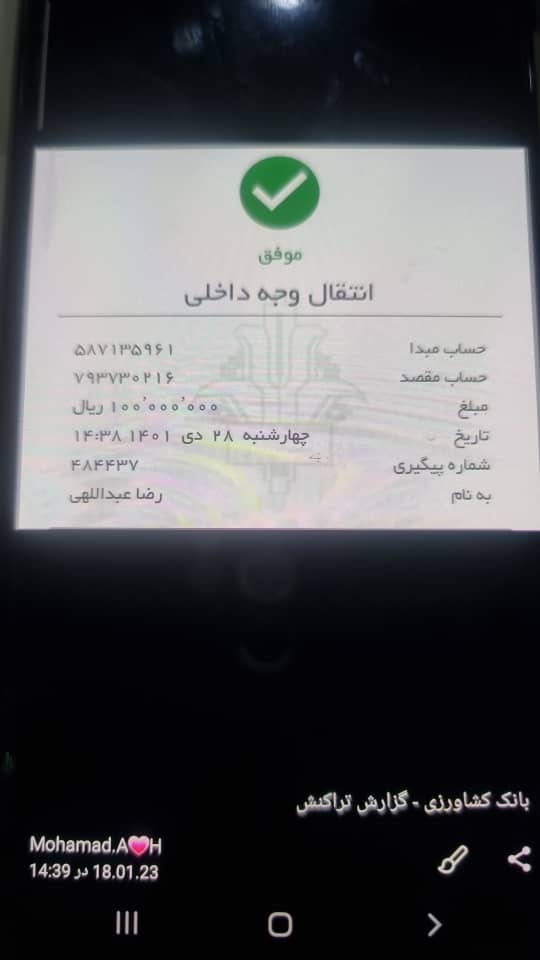 موفق
انتقال وجه داخلی
حساب مبدا ۵۸۷۱۳۵۹۶۱
حساب مقصد ۷۹۳۷۳۰۲۱۶
مبلغ ۱۰۰٬۰۰۰٬۰۰۰ ریال
تاریخ چهارشنبه ۲۸ دی ۱۴۰۱ ۱۴:۳۸
شماره پیگیری ۴۸۴۴۳۷
به نام رضا عبداللهی
بانک کشاورزی - گزارش تراکنش
Mohamad.A💗H
18.01.23 در 14:39